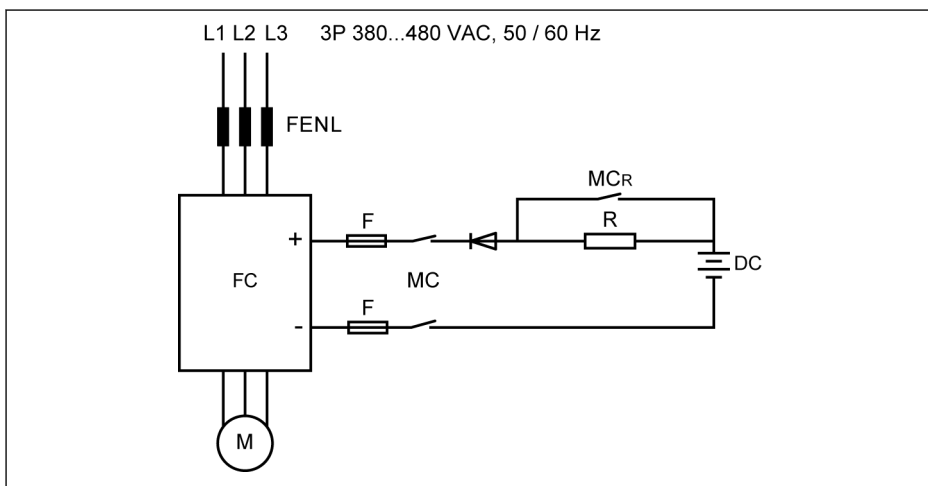 L1 L2 L3 3P 380...480 VAC, 50 / 60 Hz
FENL
MCR
F
R
+
FC
MC
DC
F
-
M